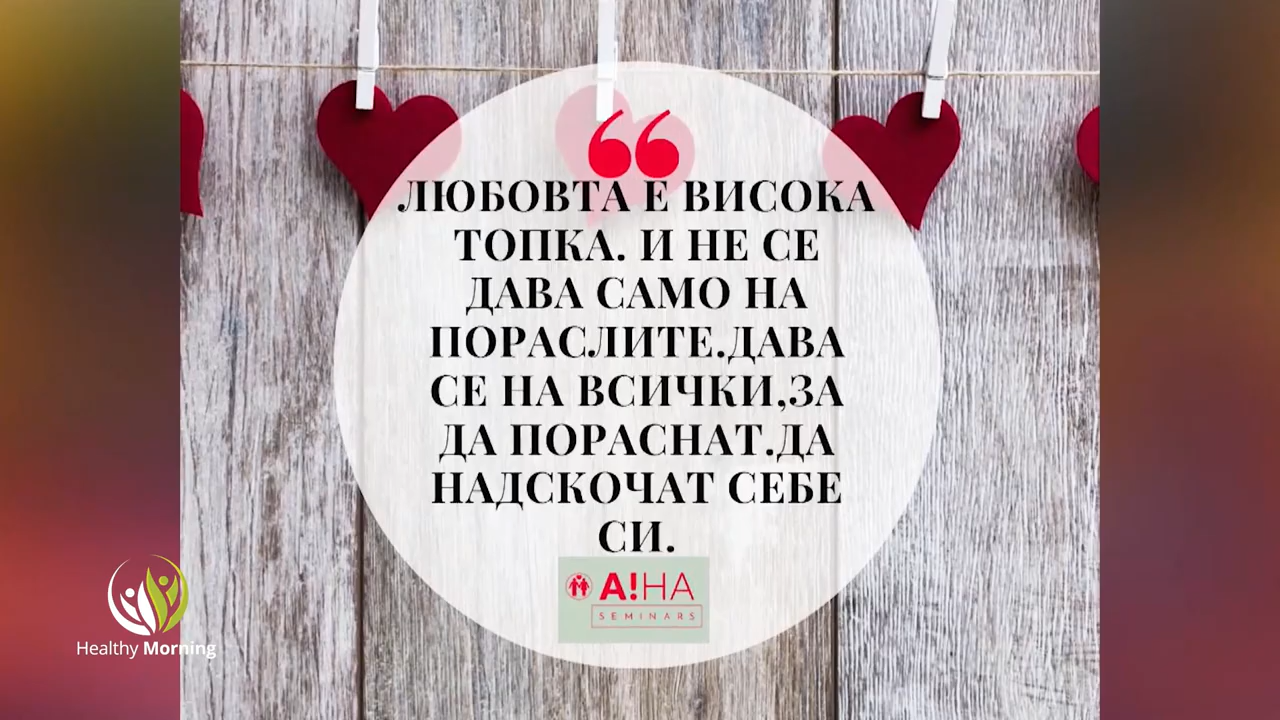 ЛЮБОВТА Е ВИСОКА
ТОПКА. И НЕ СЕ
ДАВА САМО НА
ПОРАСЛИТЕ.ДАВА
СЕ НА ВСИЧКИ,ЗА
ДА ПОРАСНАТ.ДА
НАДСКОЧАТ СЕБЕ
СИ.
А!НА
SEMINARS
Healthy Morning